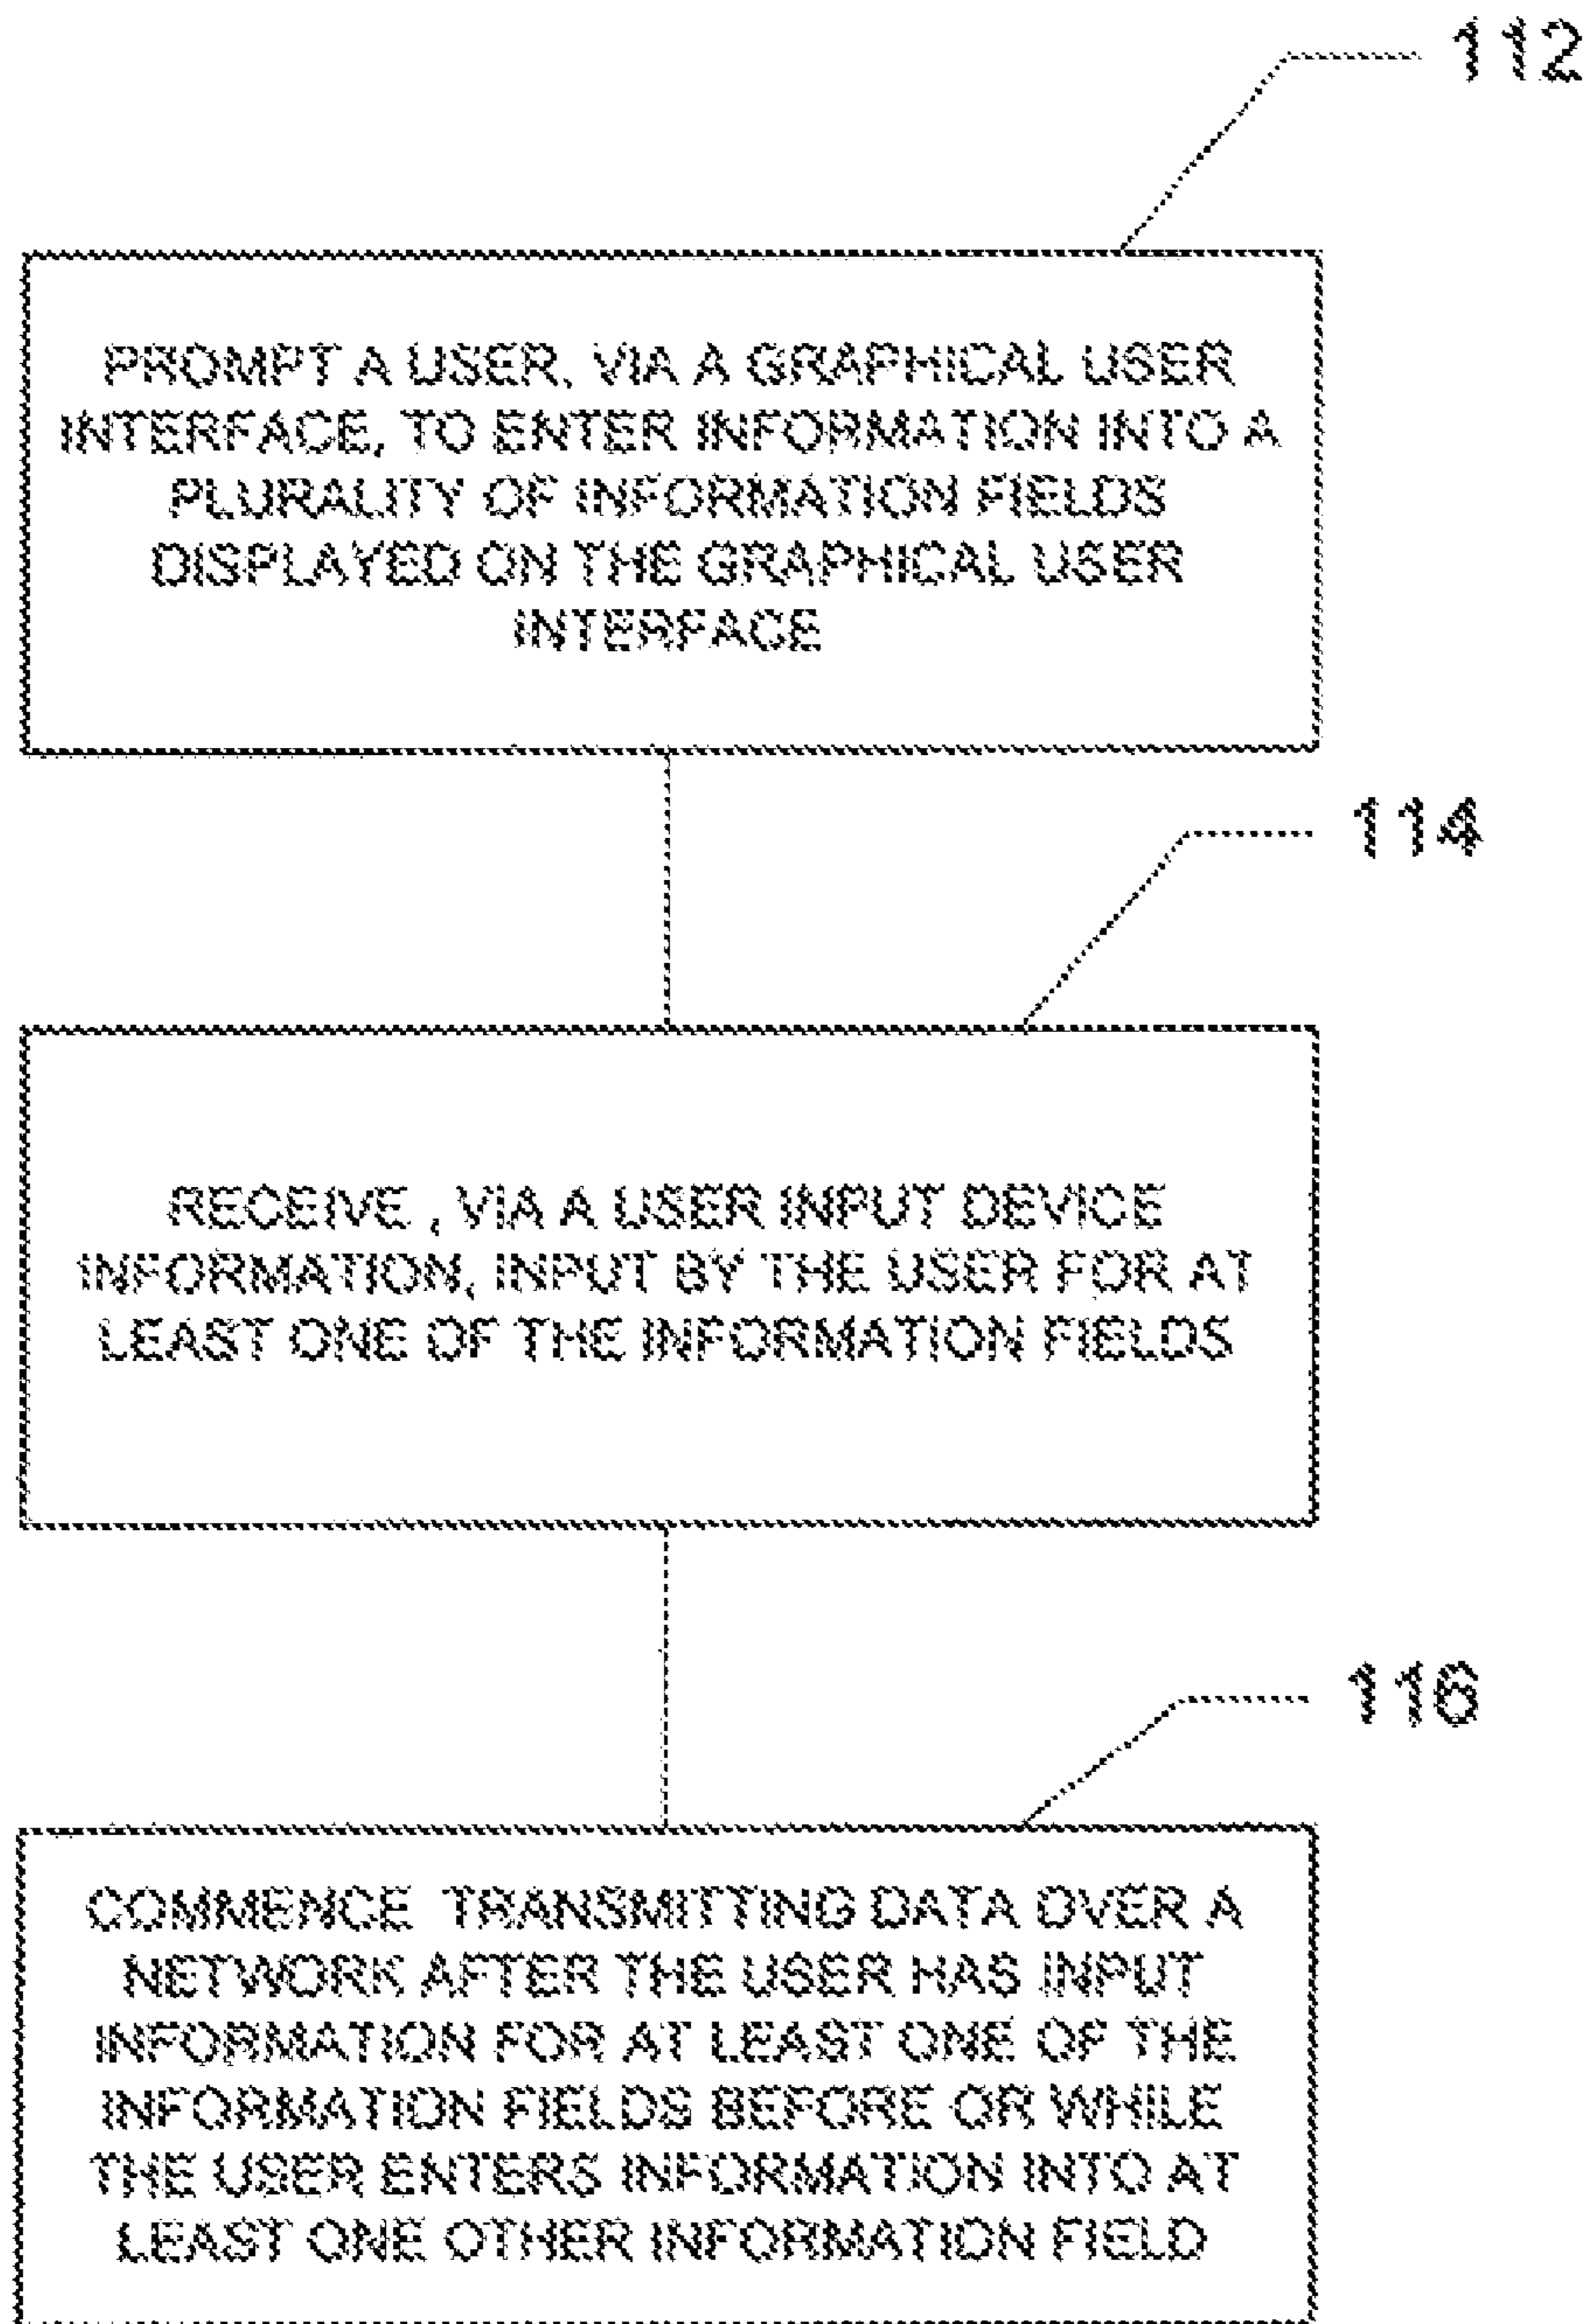 112
PROMPT A USER, VIA A GRAPHICAL USER
INTERFACE, TO ENTER INFORMATION INTO A
PLURALITY OF INFORMATION FIELDS
DISPLAYED ON THE GRAPHICAL USER
INTERFACE
114
RECEIVE , VIA A USER INPUT DEVICE
INFORMATION, INPUT BY THE USER FOR AT
LEAST ONE OF THE INFORMATION FIELDS
116
COMMENCE TRANSMITTING DATA OVER A
NETWORK AFTER THE USER HAS INPUT
INFORMATION FOR AT LEAST ONE OF THE
INFORMATION FIELDS BEFORE OR WHILE
THE USER ENTERS INFORMATION INTO AT
LEAST ONE OTHER INFORMATION FIELD